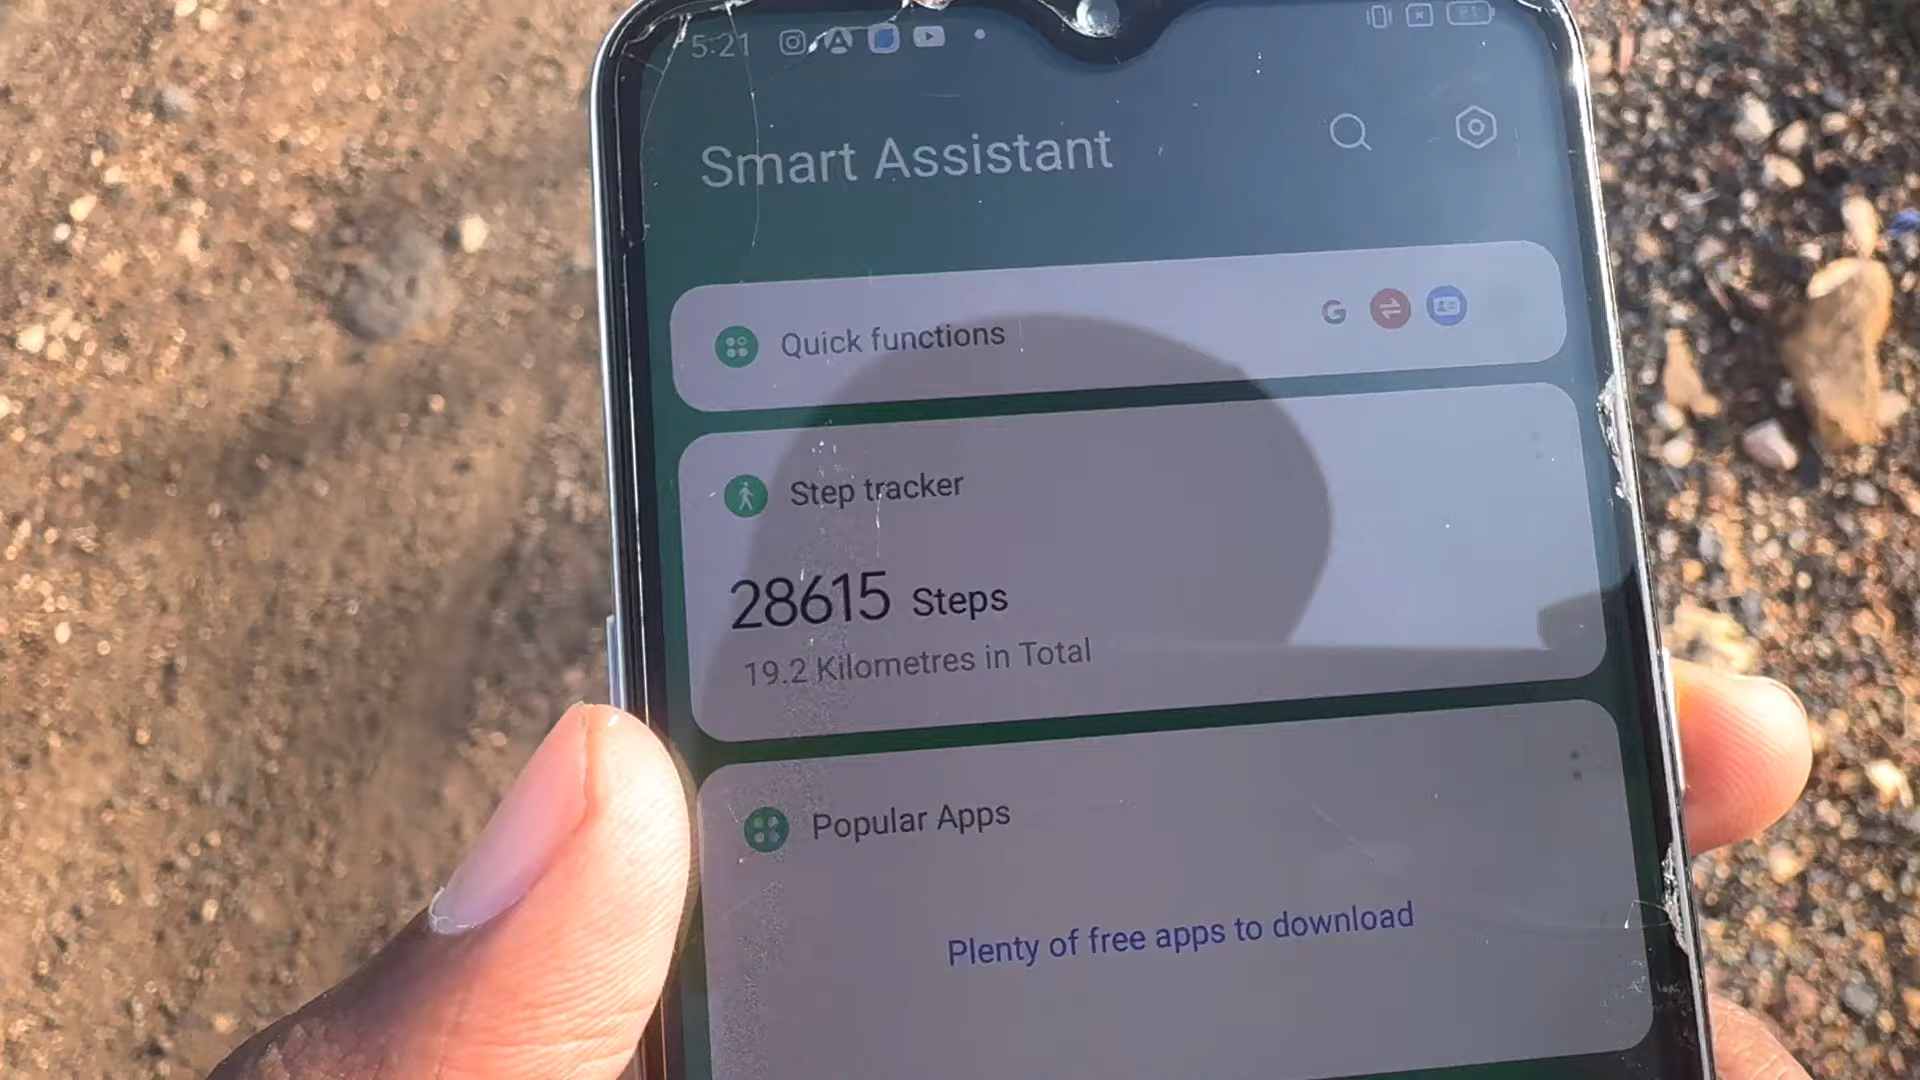 5:21
81
Smart Assistant
Quick functions
G
Step tracker
28615 Steps
19.2 Kilometres in Total
Popular Apps
Plenty of free apps to download